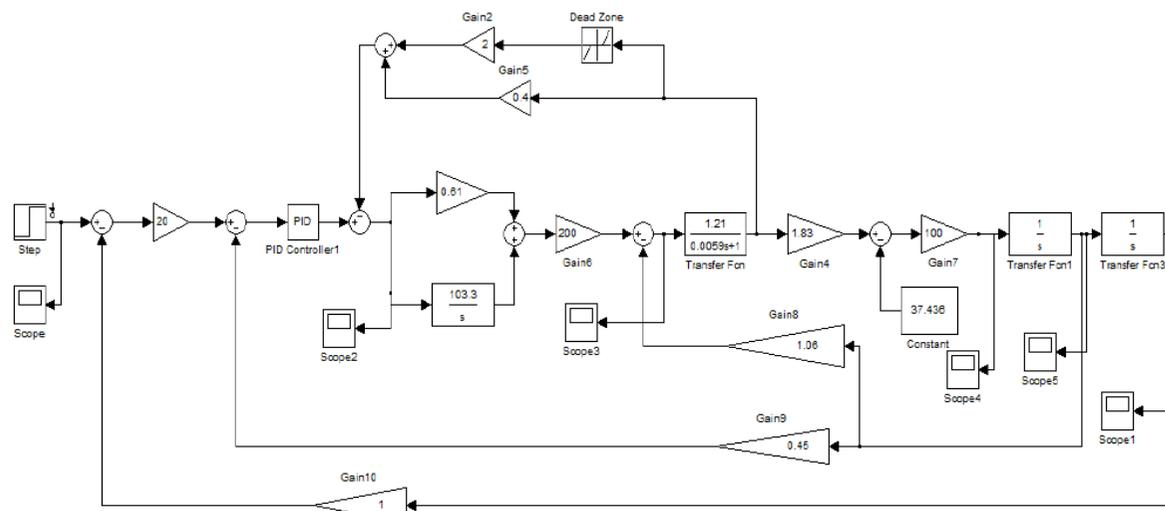 Gain2
Dead Zone
2
Gain5
0.4
0.61
20
PID
1.21
0.0059s+1
1.83
100
1
s
1
s
Step
PID Controller1
200
Gain6
Transfer Fcn
Gain4
Gain7
Transfer Fcn1
Transfer Fcn3
103.3
s
37.436
Constant
Scope
Scope2
Scope3
Gain8
1.06
Scope4
Scope5
Gain9
0.45
Scope1
Gain10
1